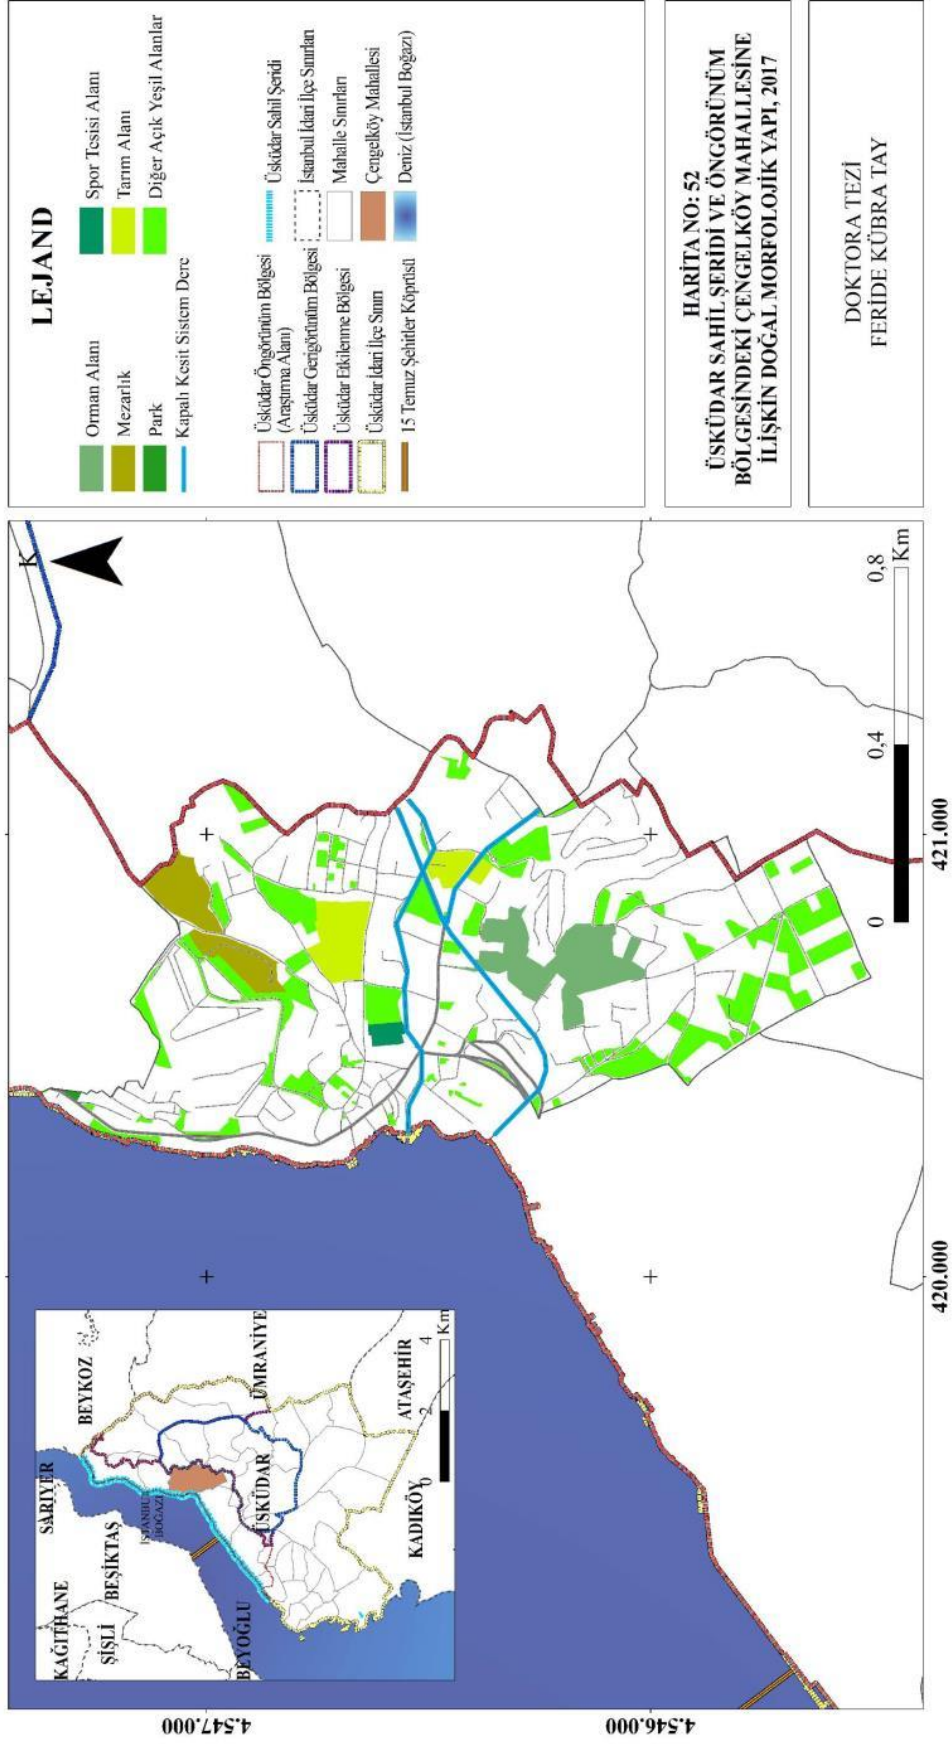 SARIYER
BEYKOZ
KAĞITHANE
ŞİŞLİ
BEŞİKTAŞ
İSTANBUL
BOĞAZI
ÜMRANİYE
BEYOĞLU
ÜSKÜDAR
KADIKÖY
ATAŞEHİR
0 2 4
Km
K
4.547.000
4.546.000
420.000
421.000
0 0,4 0,8
Km
LEJAND
Orman Alanı
Mezarlık
Park
Kapalı Kesit Sistem Dere
Spor Tesisi Alanı
Tarım Alanı
Diğer Açık Yeşil Alanlar
Üsküdar Öngörünüm Bölgesi
(Araştırma Alanı)
Üsküdar Gerigörünüm Bölgesi
Üsküdar Etkilenme Bölgesi
Üsküdar İdari İlçe Sınırı
15 Temuz Şehitler Köprüsü
Üsküdar Sahil Şeridi
İstanbul İdari İlçe Sınırları
Mahalle Sınırları
Çengelköy Mahallesi
Deniz (İstanbul Boğazı)
HARİTA NO: 52
ÜSKÜDAR SAHİL ŞERİDİ VE ÖNGÖRÜNÜM
BÖLGESİNDEKİ ÇENGELKÖY MAHALLESİNE
İLİŞKİN DOĞAL MORFOLOJİK YAPI, 2017
DOKTORA TEZİ
FERİDE KÜBRA TAY